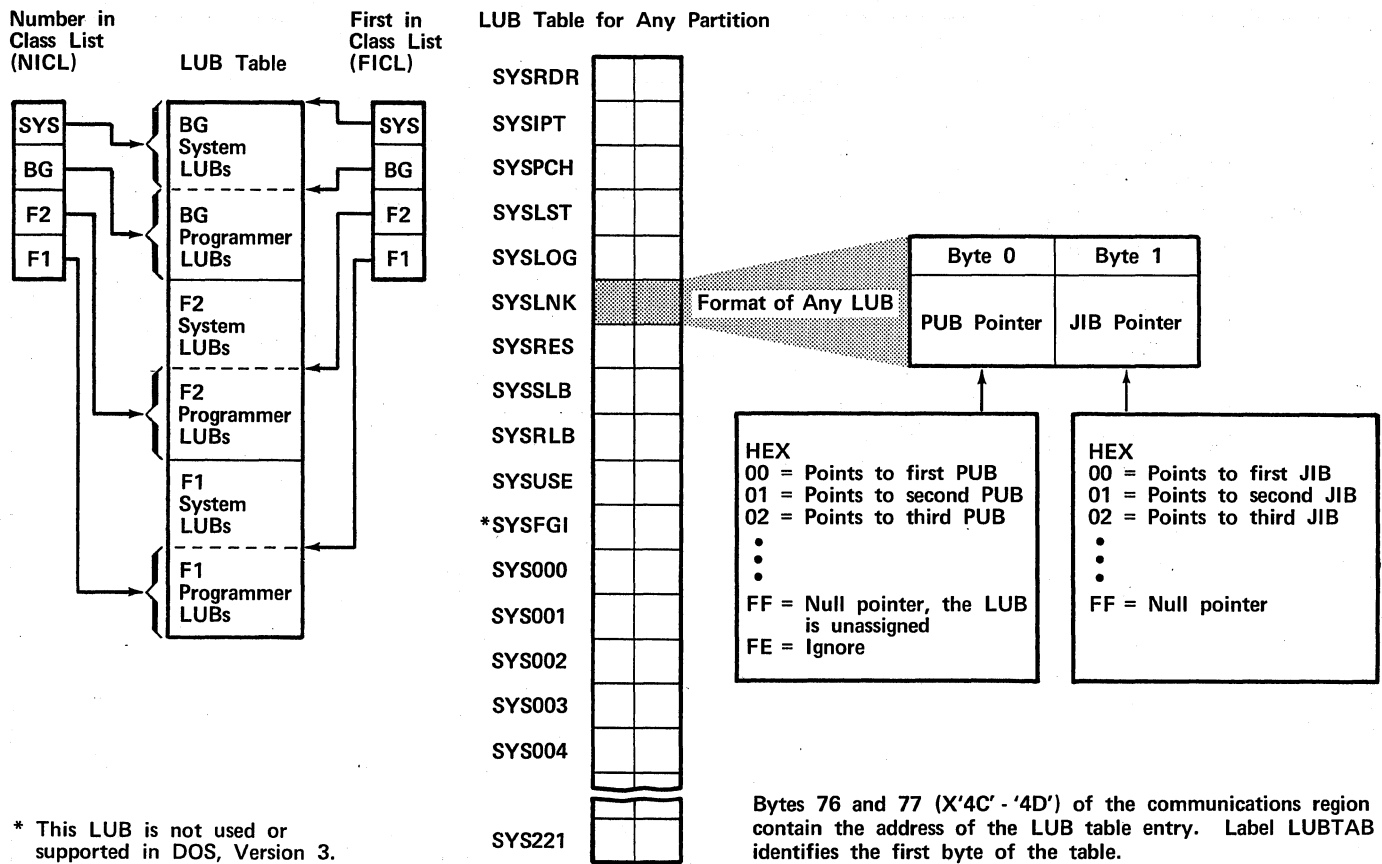 Number in
Class List
(NICL)
LUB Table
First in
Class List
(FICL)
SYS
BG
F2
F1
BG
System
LUBs
BG
Programmer
LUBs
F2
System
LUBs
F2
Programmer
LUBs
F1
System
LUBs
F1
Programmer
LUBs
SYS
BG
F2
F1
* This LUB is not used or
supported in DOS, Version 3.
LUB Table for Any Partition
SYSRDR
SYSIPT
SYSPCH
SYSLST
SYSLOG
SYSLNK
SYSRES
SYSSLB
SYSRLB
SYSUSE
*SYSFGI
SYS000
SYS001
SYS002
SYS003
SYS004
SYS221
Format of Any LUB
Byte 0
Byte 1
PUB Pointer
JIB Pointer
HEX
00 = Points to first PUB
01 = Points to second PUB
02 = Points to third PUB
•
•
•
FF = Null pointer, the LUB
is unassigned
FE = Ignore
HEX
00 = Points to first JIB
01 = Points to second JIB
02 = Points to third JIB
•
•
•
FF = Null pointer
Bytes 76 and 77 (X'4C' - '4D') of the communications region
contain the address of the LUB table entry. Label LUBTAB
identifies the first byte of the table.